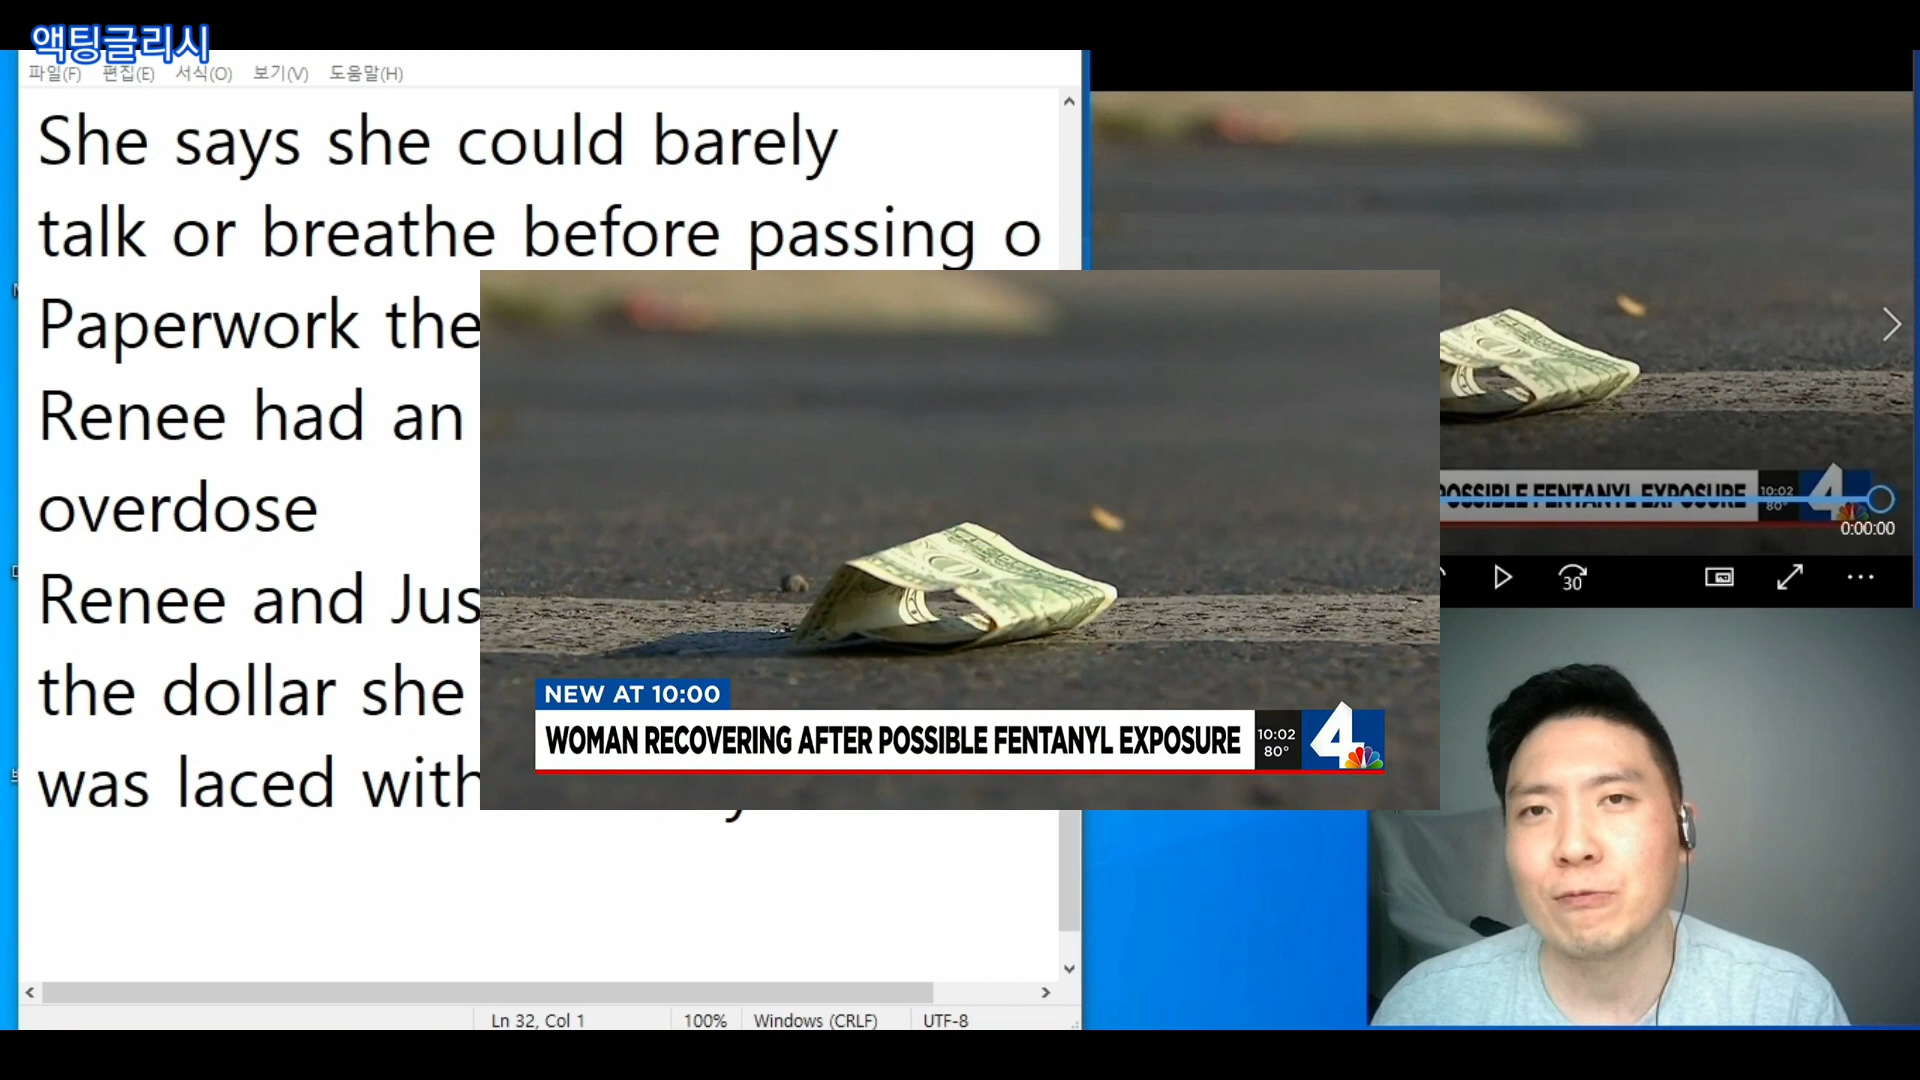 액팅글리시
파일(F) 편집(E) 서식(O) 보기(V) 도움말(H)
She says she could barely
talk or breathe before passing o
Paperwork the
Renee had an
overdose
Renee and Jus
the dollar she
was laced with
NEW AT 10:00
WOMAN RECOVERING AFTER POSSIBLE FENTANYL EXPOSURE
10:02
80°
4
POSSIBLE FENTANYL EXPOSURE
10:02
80°
4
0:00:00
30
Ln 32, Col 1 100% Windows (CRLF) UTF-8